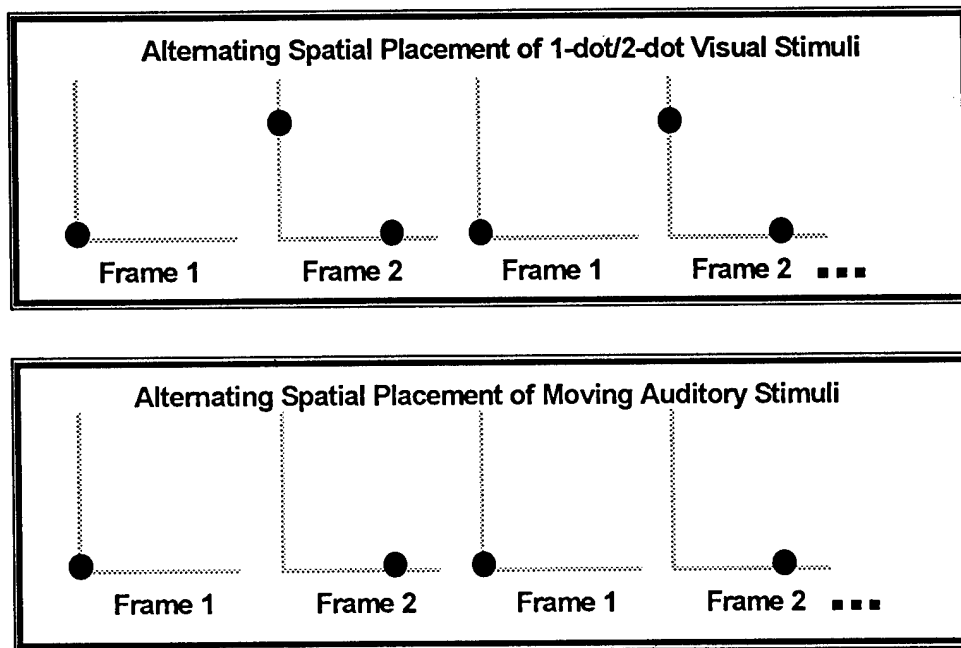 Alternating Spatial Placement of 1-dot/2-dot Visual Stimuli
Frame 1 Frame 2 Frame 1 Frame 2 ...
Alternating Spatial Placement of Moving Auditory Stimuli
Frame 1 Frame 2 Frame 1 Frame 2 ...